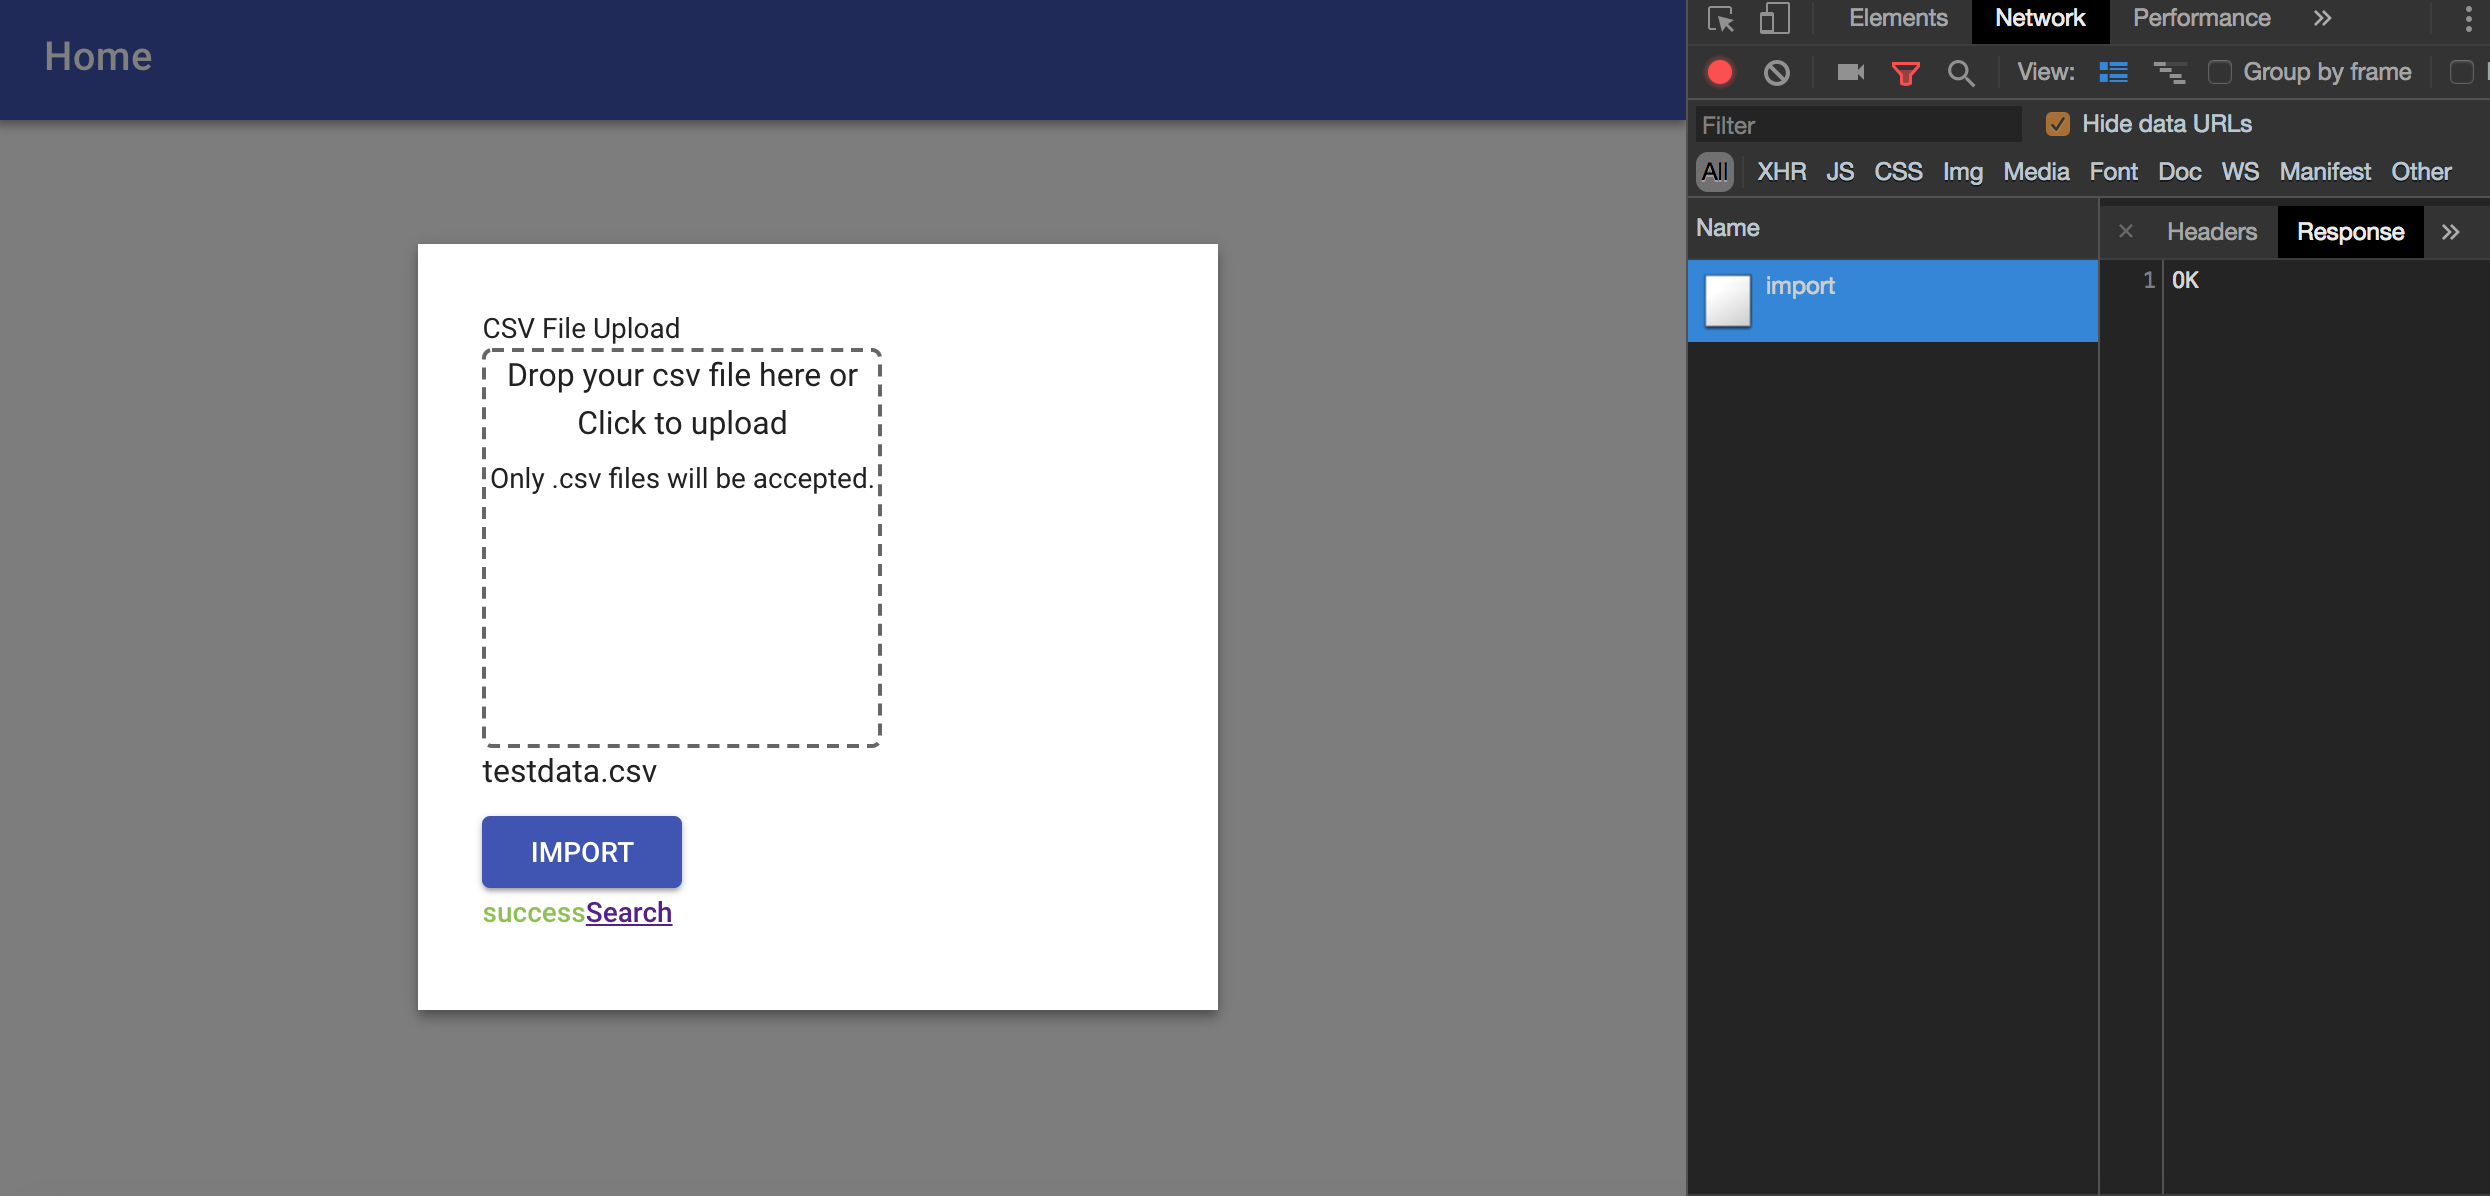 Home
CSV File Upload
Drop your csv file here or
Click to upload
Only .csv files will be accepted.
testdata.csv
IMPORT
successSearch
Elements Network Performance
View: Group by frame
Filter Hide data URLs
All XHR JS CSS Img Media Font Doc WS Manifest Other
Name
Headers Response
import
1 OK